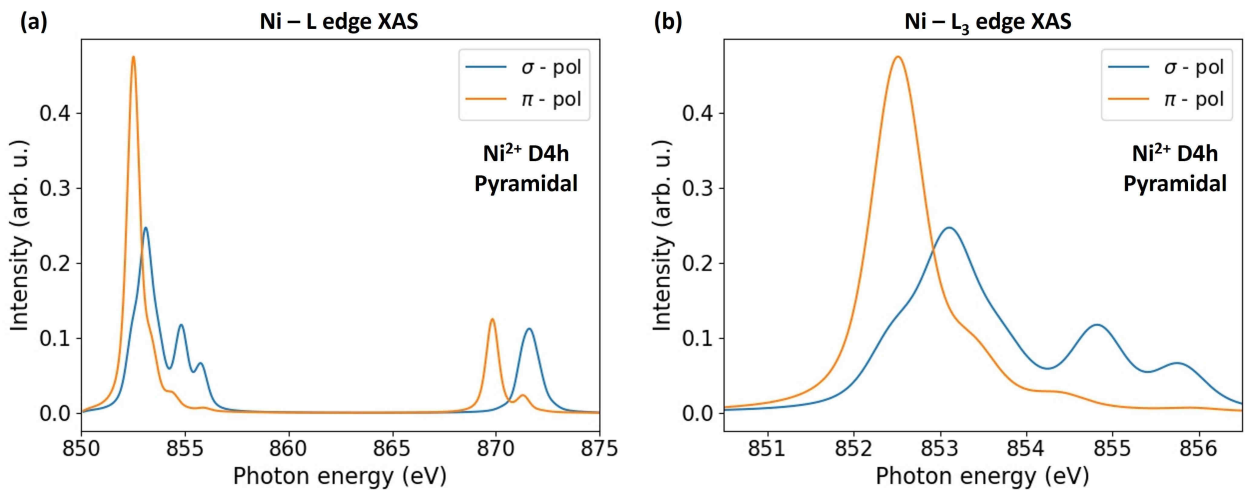 (a)
Ni – L edge XAS
Intensity (arb. u.)
0.4
0.3
0.2
0.1
0.0
σ - pol
π - pol
Ni²⁺ D4h
Pyramidal
850 855 860 865 870 875
Photon energy (eV)
(b)
Ni – L₃ edge XAS
Intensity (arb. u.)
0.4
0.3
0.2
0.1
0.0
σ - pol
π - pol
Ni²⁺ D4h
Pyramidal
851 852 853 854 855 856
Photon energy (eV)